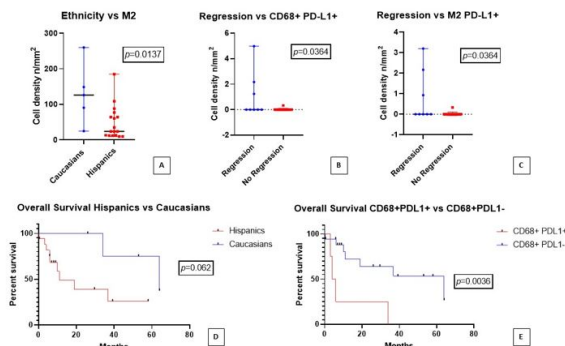 Ethnicity vs M2
Cell density n/mm²
300
200
100
0
p=0.0137
Caucasians
Hispanics
A
Regression vs CD68+ PD-L1+
Cell density n/mm²
6
4
2
0
-2
p=0.0364
Regression
No Regression
B
Regression vs M2 PD-L1+
Cell density n/mm²
4
3
2
1
0
-1
p=0.0364
Regression
No Regression
C
Overall Survival Hispanics vs Caucasians
Percent survival
100
50
0
0 20 40 60 80
Months
Hispanics
Caucasians
p=0.062
D
Overall Survival CD68+PDL1+ vs CD68+PDL1-
Percent survival
100
50
0
0 20 40 60 80
Months
CD68+ PDL1+
CD68+ PDL1-
p=0.0036
E